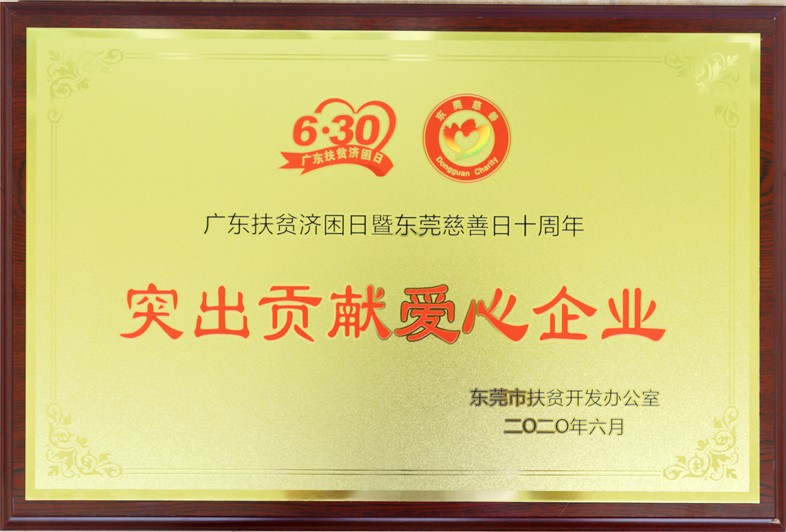 6·30
广东扶贫济困日
东莞慈善
Dongguan Charity
广东扶贫济困日暨东莞慈善日十周年
突出贡献爱心企业
东莞市扶贫开发办公室
二〇二〇年六月